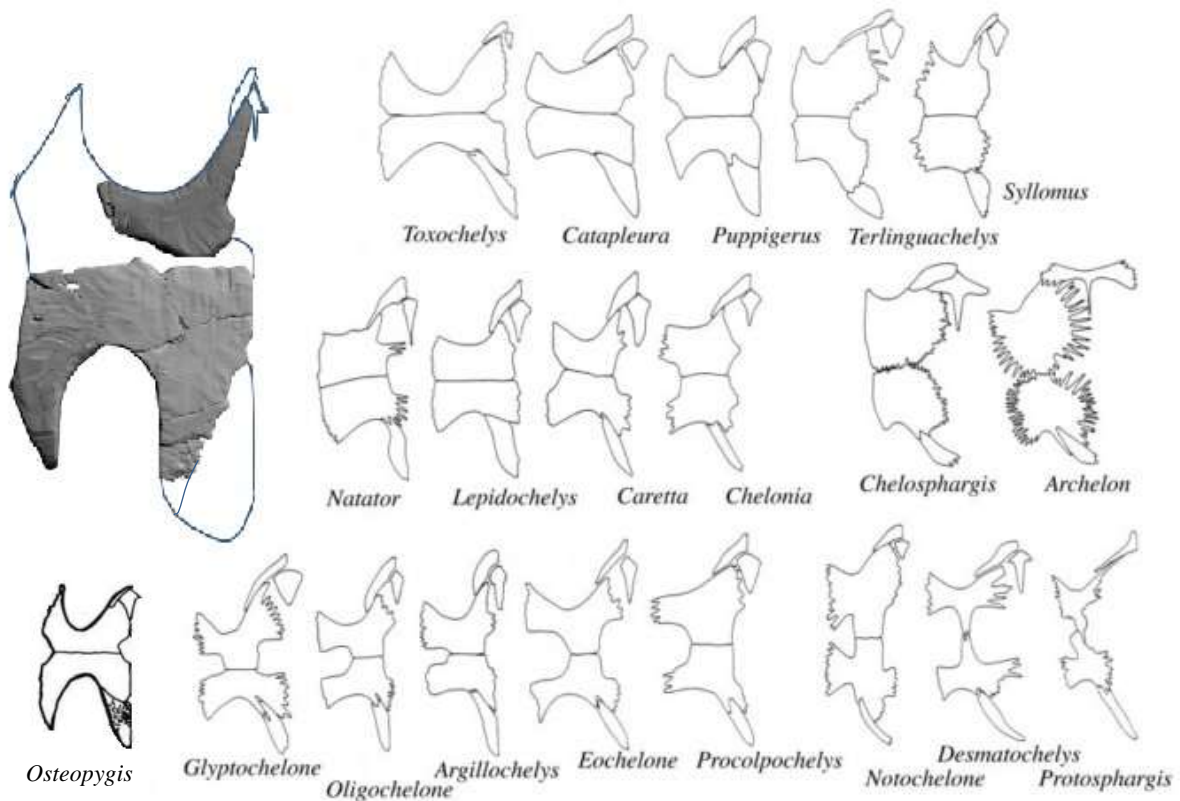 Toxochelys
Catapleura
Puppigerus
Terlinguachelys
Syllomus
Natator
Lepidochelys
Caretta
Chelonia
Chelosphargis
Archelon
Osteopygis
Glyptochelone
Oligochelone
Argillochelys
Eochelone
Procolpochelys
Notochelone
Desmatochelys
Protosphargis